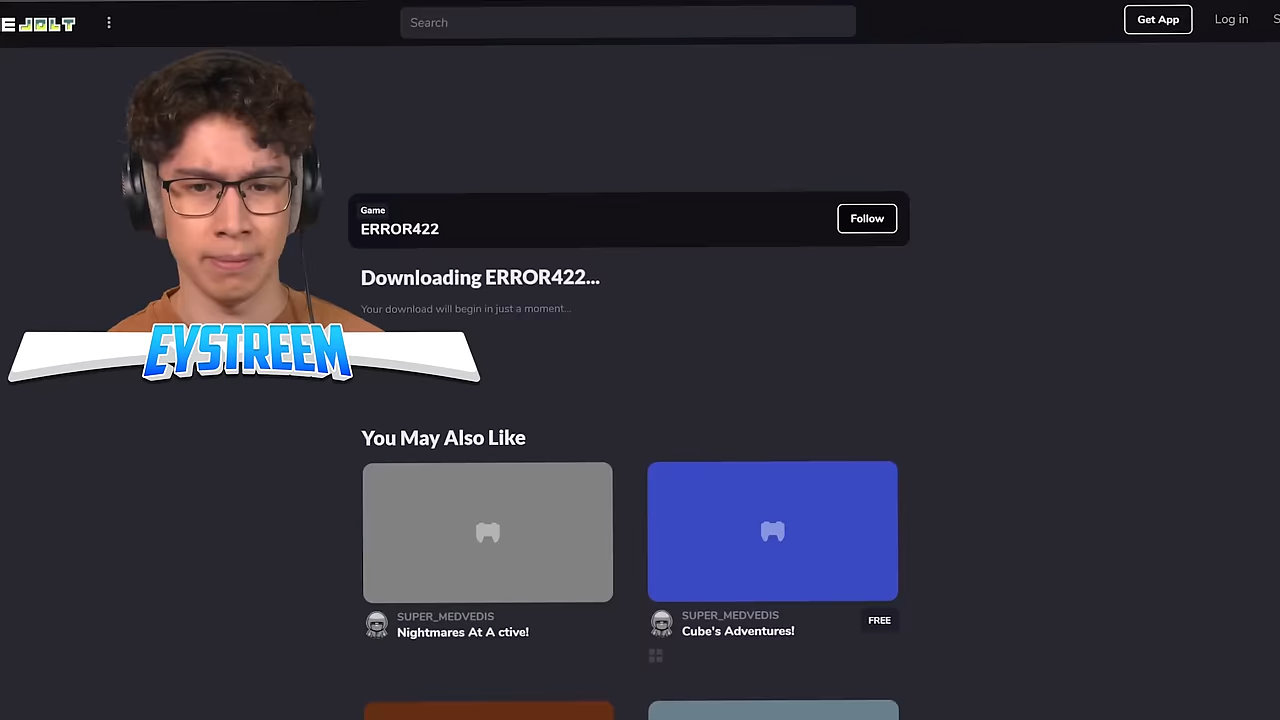 E JOLT
Search
Get App
Log in
S
Game
ERROR422
Follow
Downloading ERROR422...
Your download will begin in just a moment...
EYSTREEM
You May Also Like
SUPER_MEDVEDIS
Nightmares At A ctive!
SUPER_MEDVEDIS
Cube's Adventures!
FREE